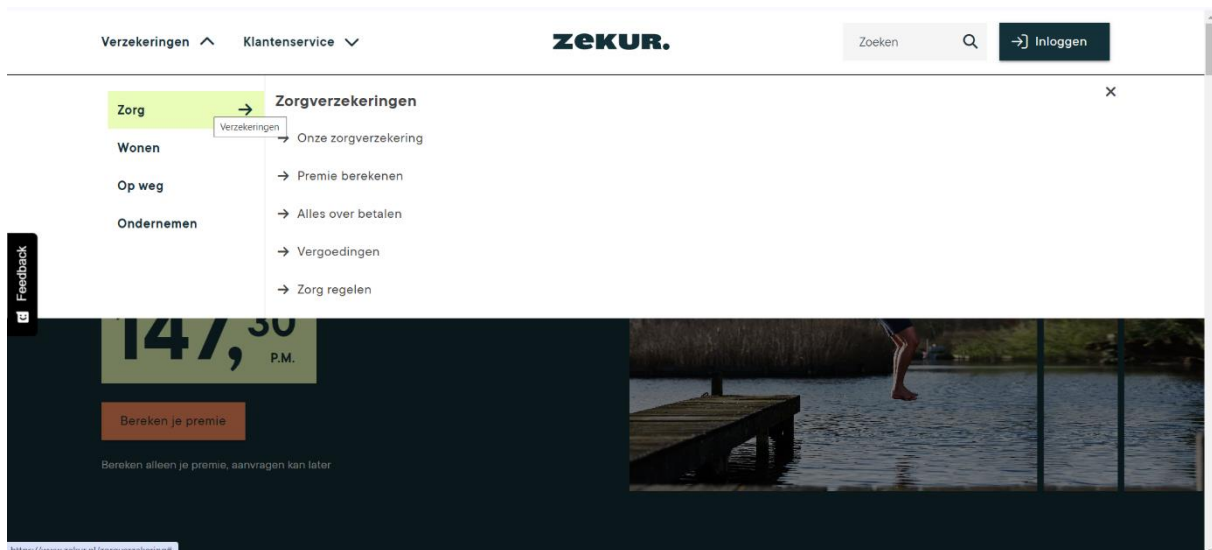 Verzekeringen Klantenservice zekur. Zoeken Inloggen
Zorg
Verzekeringen
Wonen
Op weg
Ondernemen
Zorgverzekeringen
Onze zorgverzekering
Premie berekenen
Alles over betalen
Vergoedingen
Zorg regelen
Feedback
147,30
P.M.
Bereken je premie
Bereken alleen je premie, aanvragen kan later